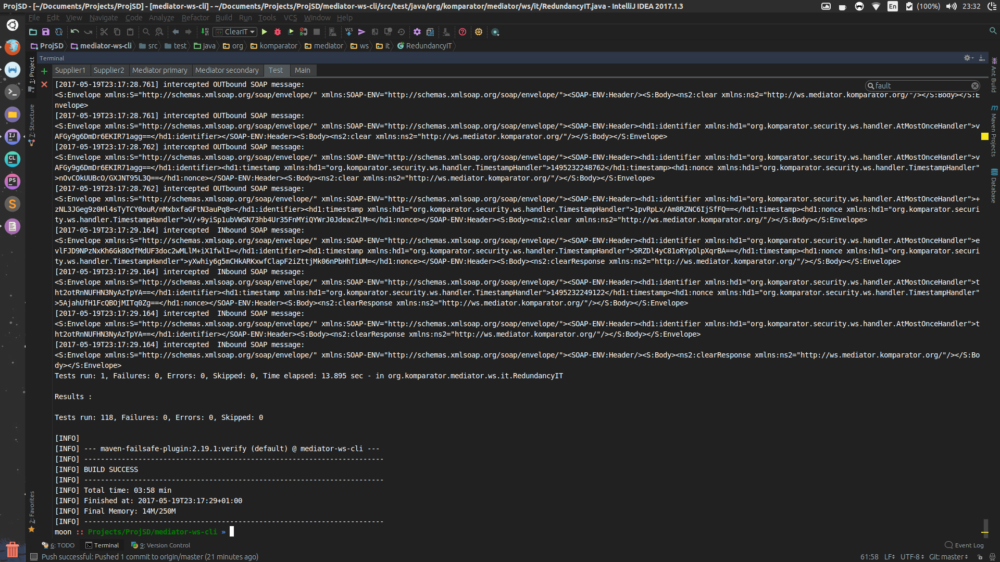 ProjSD - [~/Documents/Projects/ProjSD] - [mediator-ws-cli] - ~/Documents/Projects/ProjSD/mediator-ws-cli/src/test/java/org/komparator/mediator/ws/it/RedundancyIT.java - IntelliJ IDEA 2017.1.3 En (100%) 23:32
File Edit View Navigate Code Analyze Refactor Build Run Tools VCS Window Help
ClearIT
ProjSD mediator-ws-cli src test java org komparator mediator ws it RedundancyIT
Terminal
Supplier1 Supplier2 Mediator primary Mediator secondary Test Main
fault
[2017-05-19T23:17:28.761] intercepted OUTbound SOAP message:
<S:Envelope xmlns:S="http://schemas.xmlsoap.org/soap/envelope/" xmlns:SOAP-ENV="http://schemas.xmlsoap.org/soap/envelope/"><SOAP-ENV:Header/><S:Body><ns2:clear xmlns:ns2="http://ws.mediator.komparator.org/"/></S:Body></S:E
nvelope>
[2017-05-19T23:17:28.761] intercepted OUTbound SOAP message:
<S:Envelope xmlns:S="http://schemas.xmlsoap.org/soap/envelope/" xmlns:SOAP-ENV="http://schemas.xmlsoap.org/soap/envelope/"><SOAP-ENV:Header><hd1:identifier xmlns:hd1="org.komparator.security.ws.handler.AtMostOnceHandler">v
AFGy9g6DmDr6EKIR71agg==</hd1:identifier></SOAP-ENV:Header><S:Body><ns2:clear xmlns:ns2="http://ws.mediator.komparator.org/"/></S:Body></S:Envelope>
[2017-05-19T23:17:28.762] intercepted OUTbound SOAP message:
<S:Envelope xmlns:S="http://schemas.xmlsoap.org/soap/envelope/" xmlns:SOAP-ENV="http://schemas.xmlsoap.org/soap/envelope/"><SOAP-ENV:Header><hd1:identifier xmlns:hd1="org.komparator.security.ws.handler.AtMostOnceHandler">v
AFGy9g6DmDr6EKIR71agg==</hd1:identifier><hd1:timestamp xmlns:hd1="org.komparator.security.ws.handler.TimestampHandler">1495232248762</hd1:timestamp><hd1:nonce xmlns:hd1="org.komparator.security.ws.handler.TimestampHandler"
>nOvCOkUUBcO/GXJNT95L3Q==</hd1:nonce></SOAP-ENV:Header><S:Body><ns2:clear xmlns:ns2="http://ws.mediator.komparator.org/"/></S:Body></S:Envelope>
[2017-05-19T23:17:28.762] intercepted OUTbound SOAP message:
<S:Envelope xmlns:S="http://schemas.xmlsoap.org/soap/envelope/" xmlns:SOAP-ENV="http://schemas.xmlsoap.org/soap/envelope/"><SOAP-ENV:Header><hd1:identifier xmlns:hd1="org.komparator.security.ws.handler.AtMostOnceHandler">+
zNL3JGeg9z0Hl4sTyTCY0ouR/nMxbxfaGFtN3auPq8=</hd1:identifier><hd1:timestamp xmlns:hd1="org.komparator.security.ws.handler.TimestampHandler">1pvRpLx/Am8RZNC6IjSfFQ==</hd1:timestamp><hd1:nonce xmlns:hd1="org.komparator.securi
ty.ws.handler.TimestampHandler">V/+9yiSp1ubVWSN73hb4Ur35FnMYiQYWrJ0JdeacZlM=</hd1:nonce></SOAP-ENV:Header><S:Body><ns2:clear xmlns:ns2="http://ws.mediator.komparator.org/"/></S:Body></S:Envelope>
[2017-05-19T23:17:29.164] intercepted  INbound SOAP message:
<S:Envelope xmlns:S="http://schemas.xmlsoap.org/soap/envelope/" xmlns:SOAP-ENV="http://schemas.xmlsoap.org/soap/envelope/"><SOAP-ENV:Header><hd1:identifier xmlns:hd1="org.komparator.security.ws.handler.AtMostOnceHandler">e
vlFJD9NPzNxKh6Gk8OdfMdUF3doc2wMLlM+iX1fwlI=</hd1:identifier><hd1:timestamp xmlns:hd1="org.komparator.security.ws.handler.TimestampHandler">5RZDl4yC81oRYpOlpXqrBA==</hd1:timestamp><hd1:nonce xmlns:hd1="org.komparator.securi
ty.ws.handler.TimestampHandler">yXwhiy6g5mCHkARKxwfClapF2iZttjMk06nPbHhTiUM=</hd1:nonce></SOAP-ENV:Header><S:Body><ns2:clearResponse xmlns:ns2="http://ws.mediator.komparator.org/"/></S:Body></S:Envelope>
[2017-05-19T23:17:29.164] intercepted  INbound SOAP message:
<S:Envelope xmlns:S="http://schemas.xmlsoap.org/soap/envelope/" xmlns:SOAP-ENV="http://schemas.xmlsoap.org/soap/envelope/"><SOAP-ENV:Header><hd1:identifier xmlns:hd1="org.komparator.security.ws.handler.AtMostOnceHandler">t
ht2otRnNUFHN3NyAzTpYA==</hd1:identifier><hd1:timestamp xmlns:hd1="org.komparator.security.ws.handler.TimestampHandler">1495232249122</hd1:timestamp><hd1:nonce xmlns:hd1="org.komparator.security.ws.handler.TimestampHandler"
>5AjahUfH1FcQBOjMITq0Zg==</hd1:nonce></SOAP-ENV:Header><S:Body><ns2:clearResponse xmlns:ns2="http://ws.mediator.komparator.org/"/></S:Body></S:Envelope>
[2017-05-19T23:17:29.164] intercepted  INbound SOAP message:
<S:Envelope xmlns:S="http://schemas.xmlsoap.org/soap/envelope/" xmlns:SOAP-ENV="http://schemas.xmlsoap.org/soap/envelope/"><SOAP-ENV:Header><hd1:identifier xmlns:hd1="org.komparator.security.ws.handler.AtMostOnceHandler">t
ht2otRnNUFHN3NyAzTpYA==</hd1:identifier></SOAP-ENV:Header><S:Body><ns2:clearResponse xmlns:ns2="http://ws.mediator.komparator.org/"/></S:Body></S:Envelope>
[2017-05-19T23:17:29.164] intercepted  INbound SOAP message:
<S:Envelope xmlns:S="http://schemas.xmlsoap.org/soap/envelope/" xmlns:SOAP-ENV="http://schemas.xmlsoap.org/soap/envelope/"><SOAP-ENV:Header/><S:Body><ns2:clearResponse xmlns:ns2="http://ws.mediator.komparator.org/"/></S:Bo
dy></S:Envelope>
Tests run: 1, Failures: 0, Errors: 0, Skipped: 0, Time elapsed: 13.895 sec - in org.komparator.mediator.ws.it.RedundancyIT
Results :
Tests run: 118, Failures: 0, Errors: 0, Skipped: 0
[INFO]
[INFO] --- maven-failsafe-plugin:2.19.1:verify (default) @ mediator-ws-cli ---
[INFO] ------------------------------------------------------------------------
[INFO] BUILD SUCCESS
[INFO] ------------------------------------------------------------------------
[INFO] Total time: 03:58 min
[INFO] Finished at: 2017-05-19T23:17:29+01:00
[INFO] Final Memory: 14M/250M
[INFO] ------------------------------------------------------------------------
moon :: Projects/ProjSD/mediator-ws-cli »
1: Project
7: Structure
2: Favorites
Ant Build
Maven Projects
Database
6: TODO Terminal 9: Version Control Event Log
Push successful: Pushed 1 commit to origin/master (21 minutes ago) 61:58 LF UTF-8 Git: master